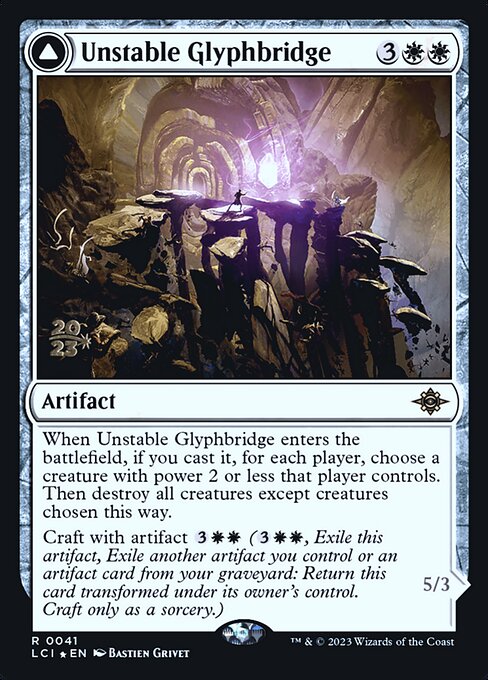 Unstable Glyphbridge 3
20
23
Artifact
When Unstable Glyphbridge enters the
battlefield, if you cast it, for each player, choose a
creature with power 2 or less that player controls.
Then destroy all creatures except creatures
chosen this way.
Craft with artifact 3 (3, Exile this
artifact, Exile another artifact you control or an
artifact card from your graveyard: Return this
card transformed under its owner's control.
Craft only as a sorcery.)
5/3
R 0041
LCI ★ EN Bastien Grivet
™ & © 2023 Wizards of the Coast